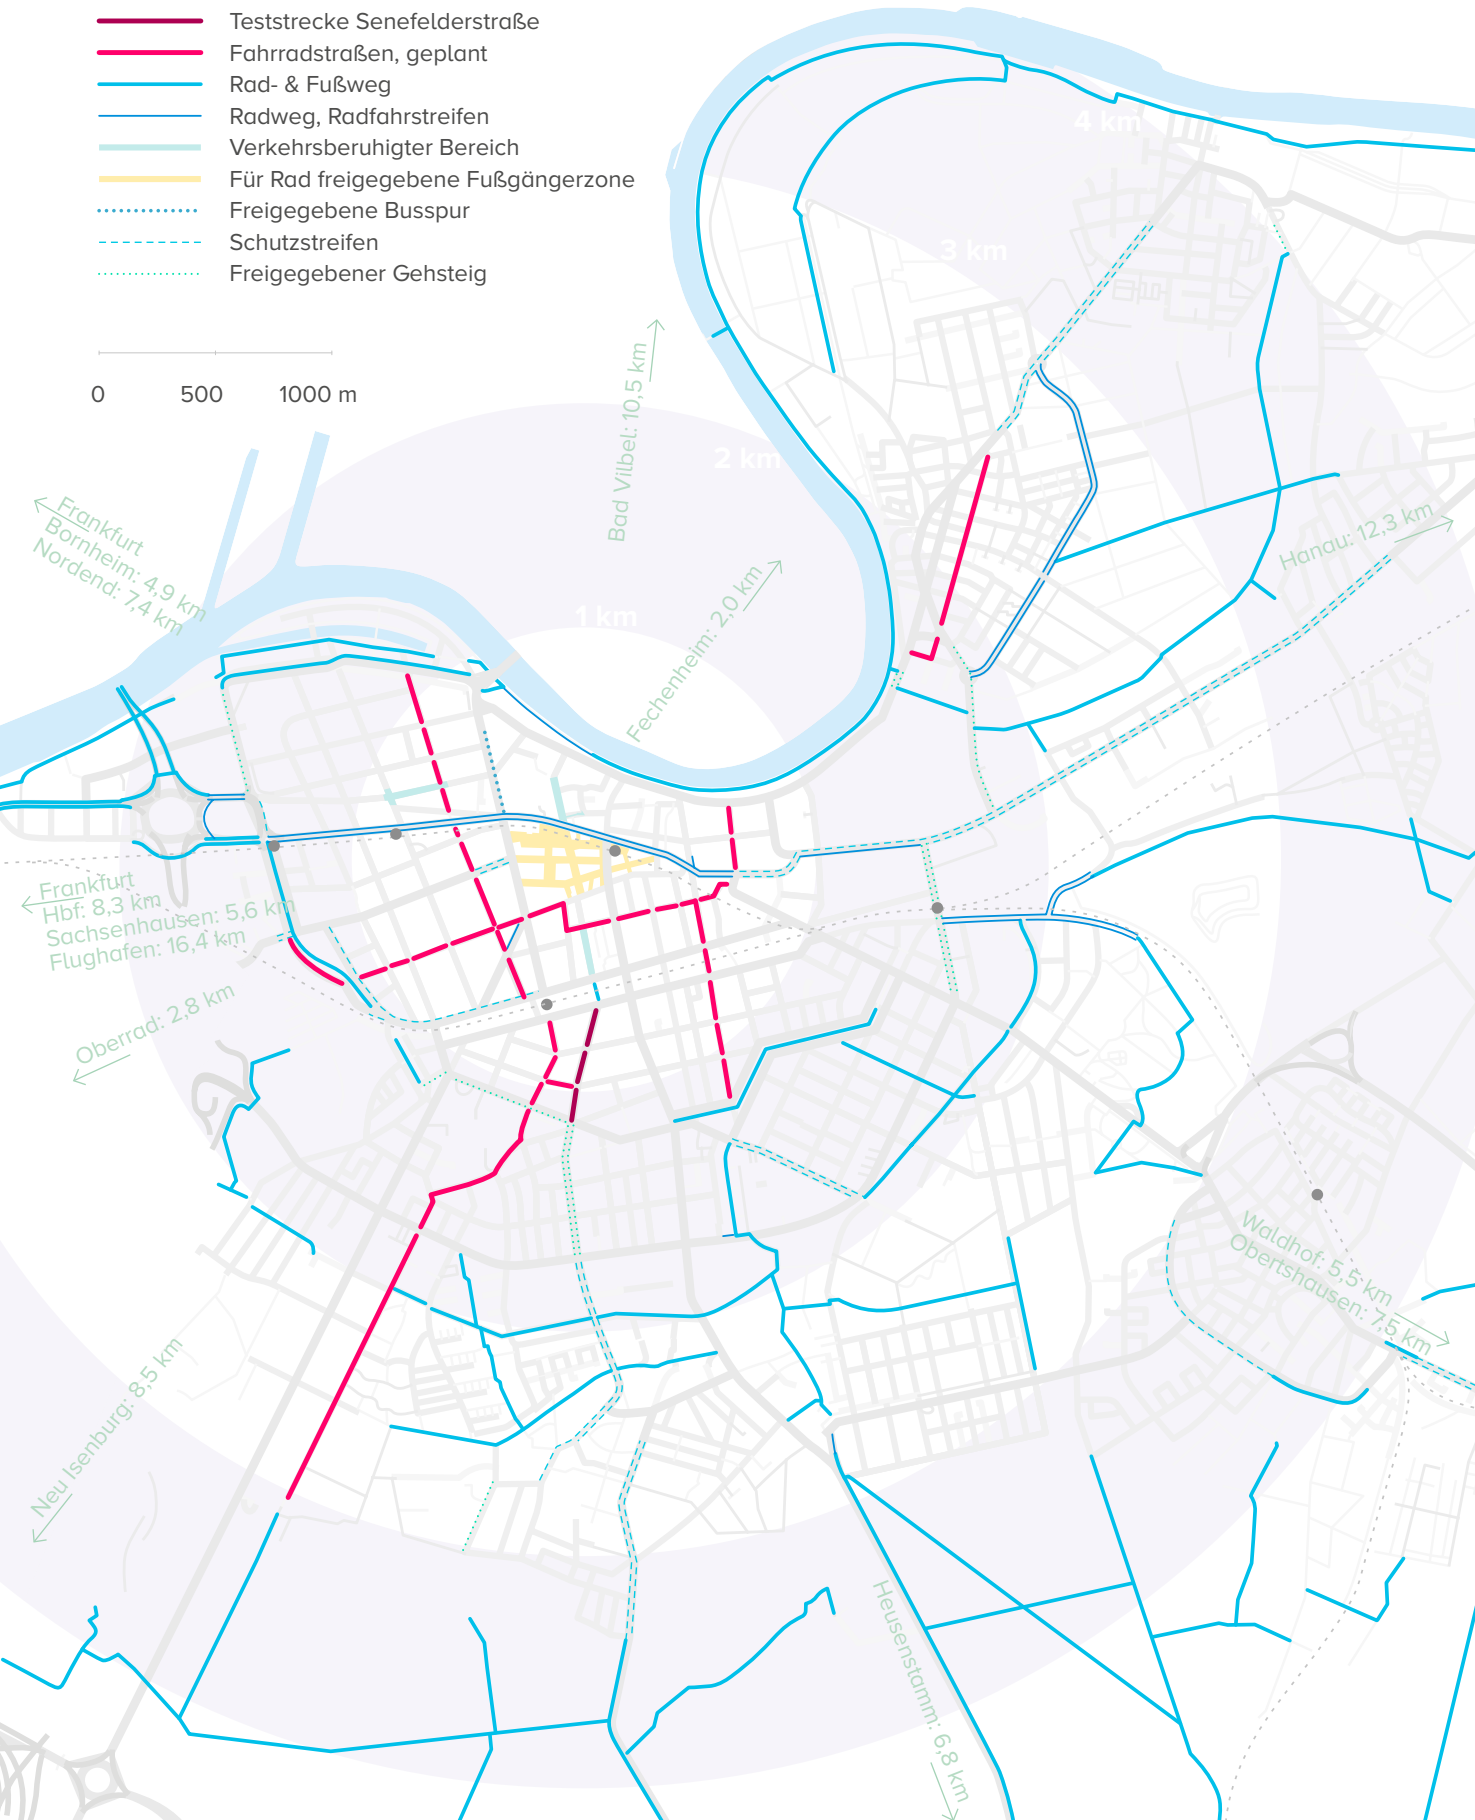 Teststrecke Senefelderstraße
Fahrradstraßen, geplant
Rad- & Fußweg
Radweg, Radfahrstreifen
Verkehrsberuhigter Bereich
Für Rad freigegebene Fußgängerzone
Freigegebene Busspur
Schutzstreifen
Freigegebener Gehsteig
0 500 1000 m
4 km
3 km
2 km
1 km
Bad Vilbel: 10,5 km
Frankfurt
Bornheim: 4,9 km
Nordend: 7,4 km
Hanau: 12,3 km
Fechenheim: 2,0 km
Frankfurt
Hbf: 8,3 km
Sachsenhausen: 5,6 km
Flughafen: 16,4 km
Oberrad: 2,8 km
Waldhof: 5,5 km
Obertshausen: 7,5 km
Neu Isenburg: 8,5 km
Heusenstamm: 6,8 km